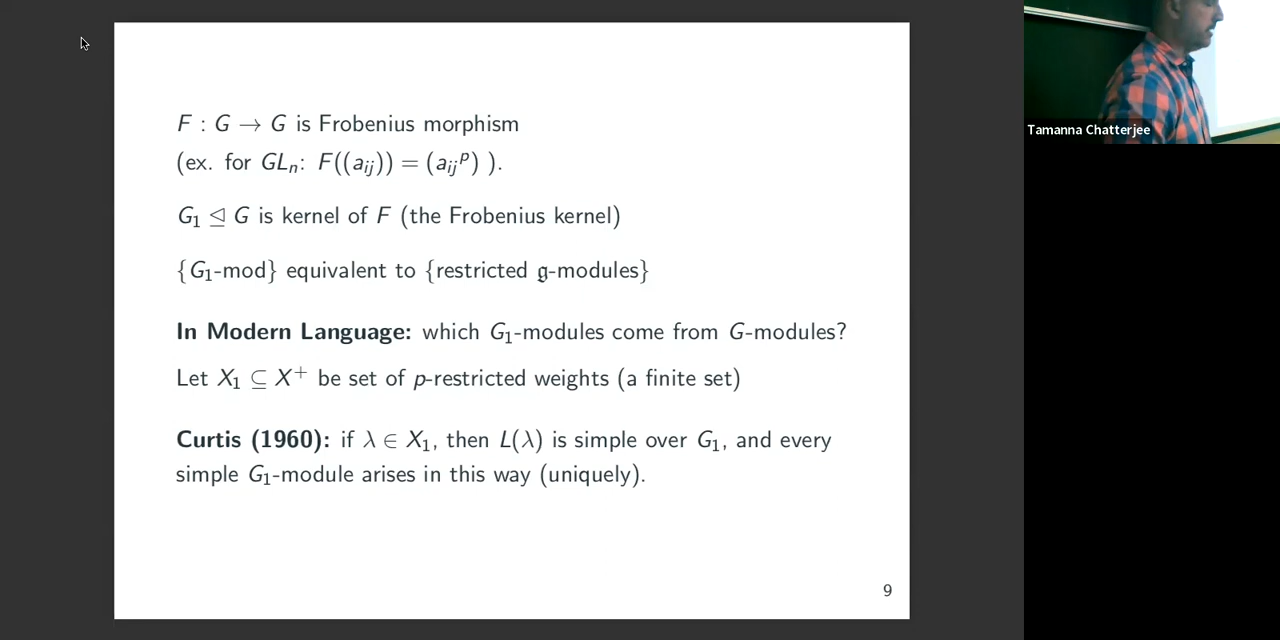 F : G → G is Frobenius morphism
(ex. for GLₙ: F((aᵢⱼ)) = (aᵢⱼᵖ) ).
G₁ ⊴ G is kernel of F (the Frobenius kernel)
{G₁-mod} equivalent to {restricted 𝔤-modules}
In Modern Language: which G₁-modules come from G-modules?
Let X₁ ⊆ X⁺ be set of p-restricted weights (a finite set)
Curtis (1960): if λ ∈ X₁, then L(λ) is simple over G₁, and every
simple G₁-module arises in this way (uniquely).
9
Tamanna Chatterjee